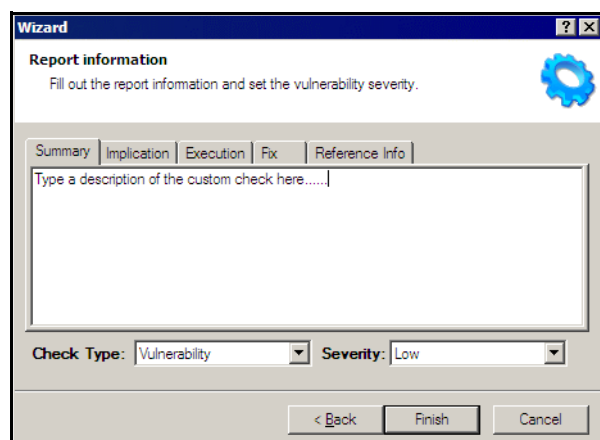 Wizard
Report information
Fill out the report information and set the vulnerability severity.
Summary Implication Execution Fix Reference Info
Type a description of the custom check here......
Check Type: Vulnerability Severity: Low
< Back Finish Cancel